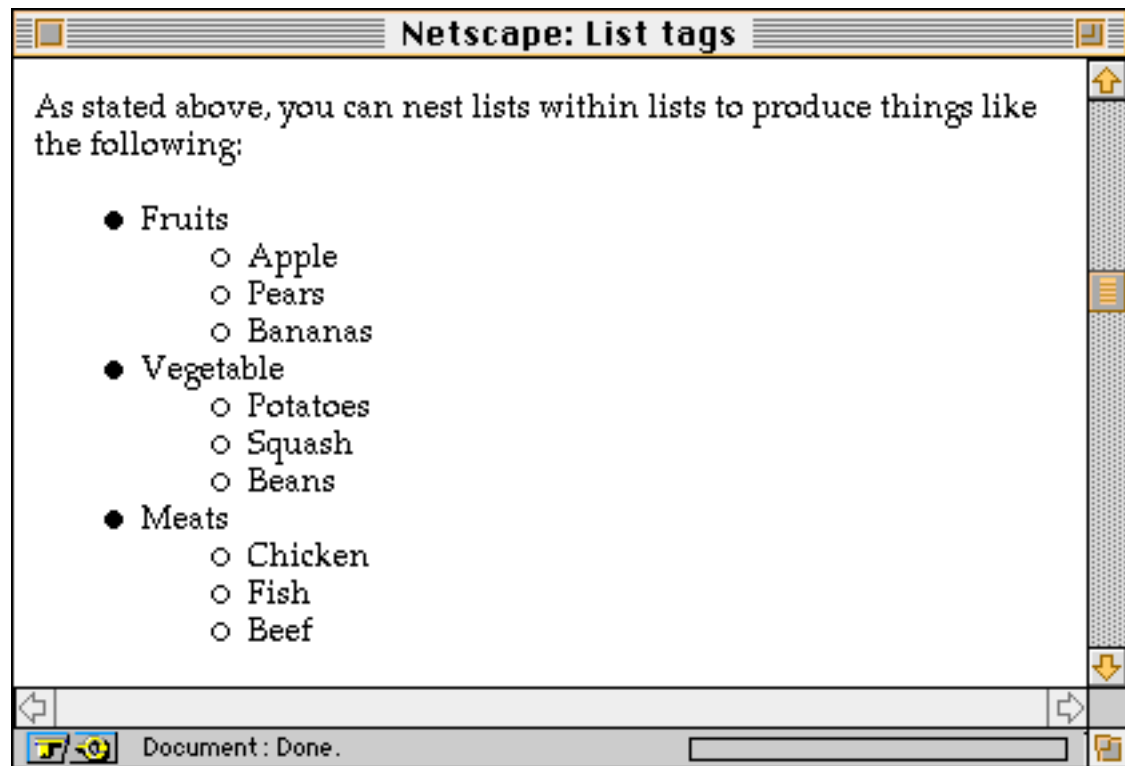 Netscape: List tags
As stated above, you can nest lists within lists to produce things like
the following:
Fruits
Apple
Pears
Bananas
Vegetable
Potatoes
Squash
Beans
Meats
Chicken
Fish
Beef
Document : Done.